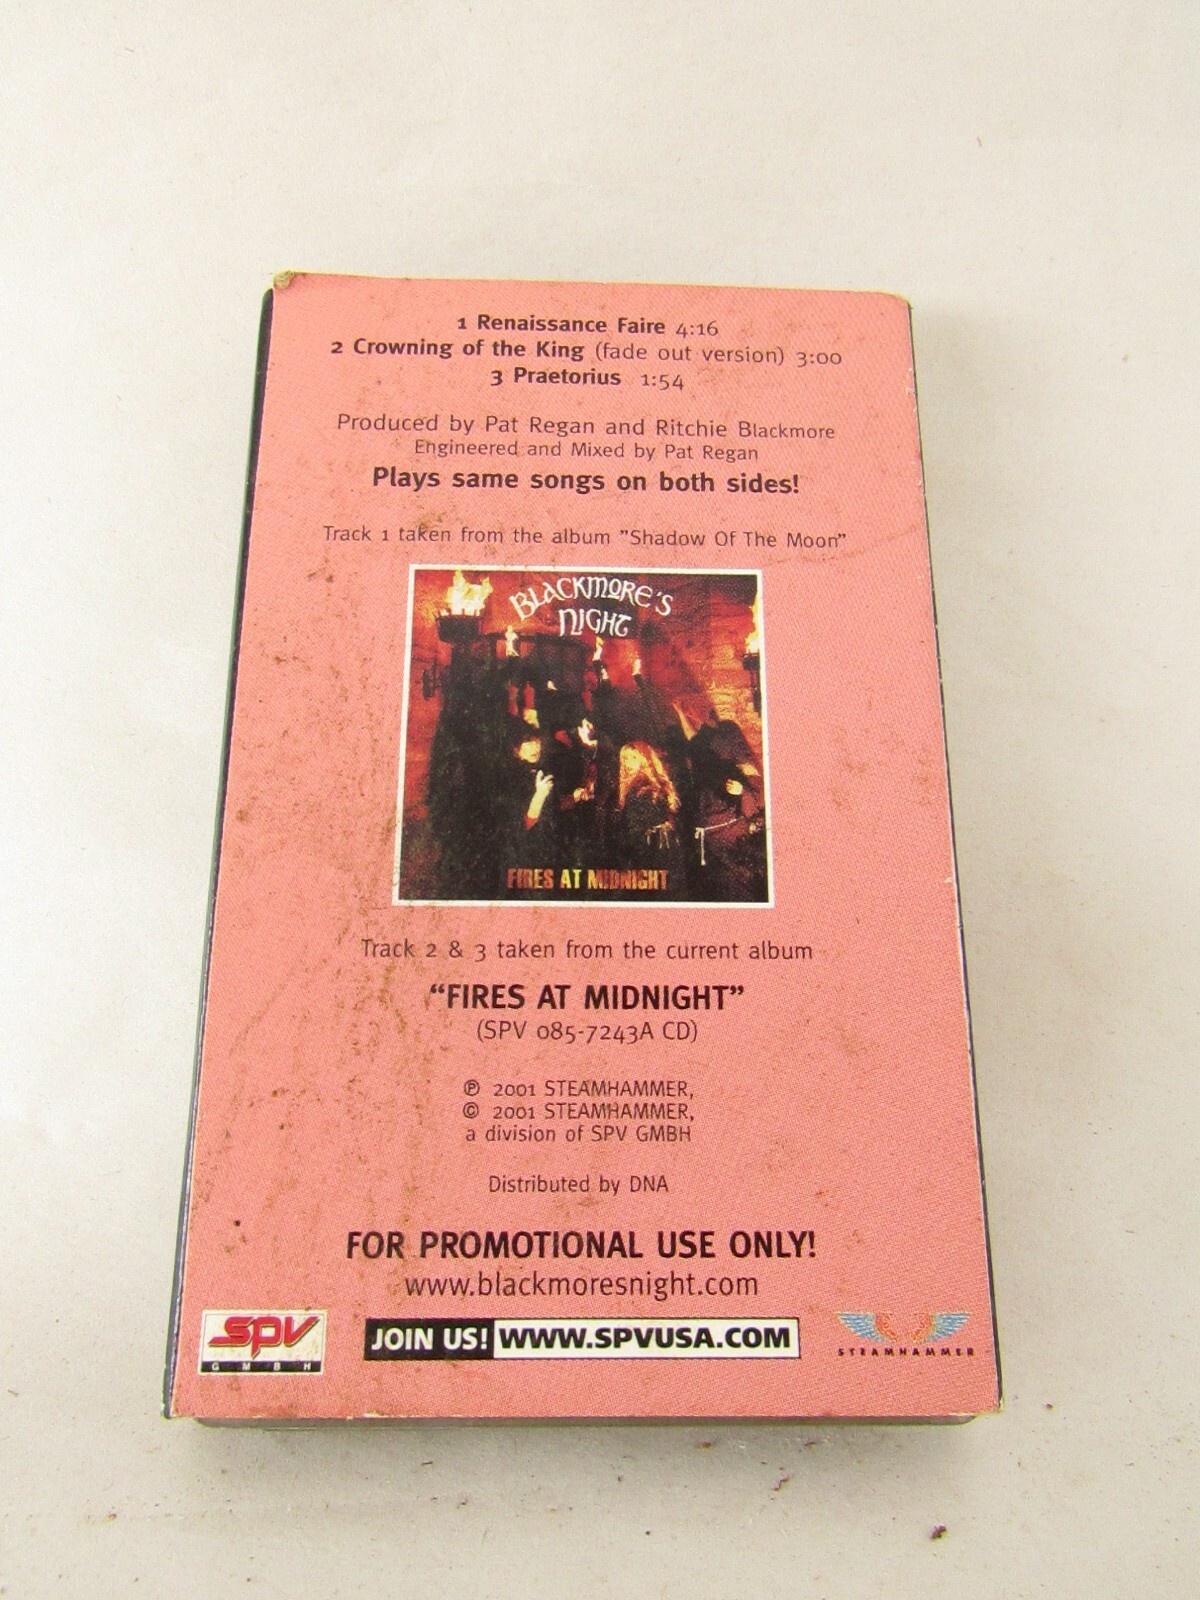 1 Renaissance Faire 4:16
2 Crowning of the King (fade out version) 3:00
3 Praetorius 1:54
Produced by Pat Regan and Ritchie Blackmore
Engineered and Mixed by Pat Regan
Plays same songs on both sides!
Track 1 taken from the album "Shadow Of The Moon"
BLACKMORE'S
NIGHT
FIRES AT MIDNIGHT
Track 2 & 3 taken from the current album
“FIRES AT MIDNIGHT”
(SPV 085-7243A CD)
℗ 2001 STEAMHAMMER,
© 2001 STEAMHAMMER,
a division of SPV GMBH
Distributed by DNA
FOR PROMOTIONAL USE ONLY!
www.blackmoresnight.com
spv
GMBH
JOIN US! WWW.SPVUSA.COM
STEAMHAMMER